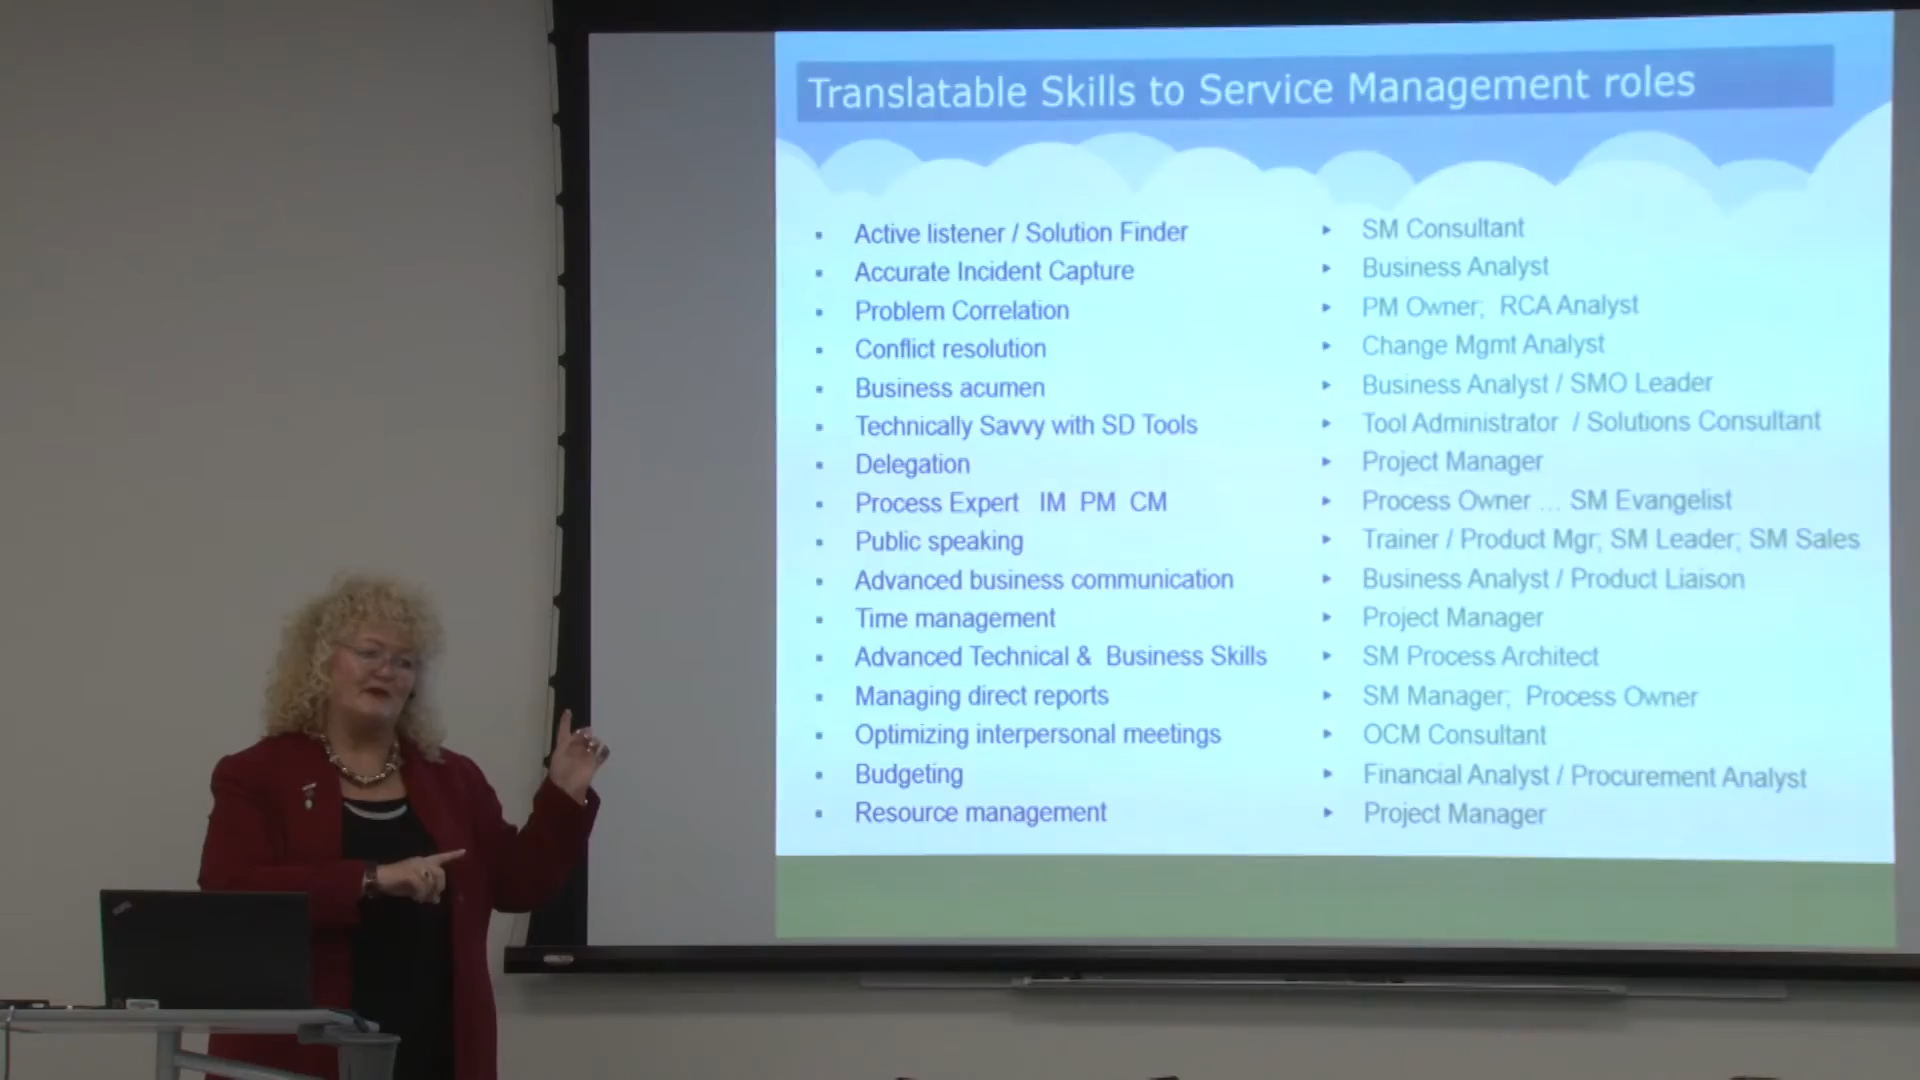 Translatable Skills to Service Management roles
Active listener / Solution Finder
SM Consultant
Accurate Incident Capture
Business Analyst
Problem Correlation
PM Owner; RCA Analyst
Conflict resolution
Change Mgmt Analyst
Business acumen
Business Analyst / SMO Leader
Technically Savvy with SD Tools
Tool Administrator / Solutions Consultant
Delegation
Project Manager
Process Expert IM PM CM
Process Owner ... SM Evangelist
Public speaking
Trainer / Product Mgr; SM Leader; SM Sales
Advanced business communication
Business Analyst / Product Liaison
Time management
Project Manager
Advanced Technical & Business Skills
SM Process Architect
Managing direct reports
SM Manager; Process Owner
Optimizing interpersonal meetings
OCM Consultant
Budgeting
Financial Analyst / Procurement Analyst
Resource management
Project Manager